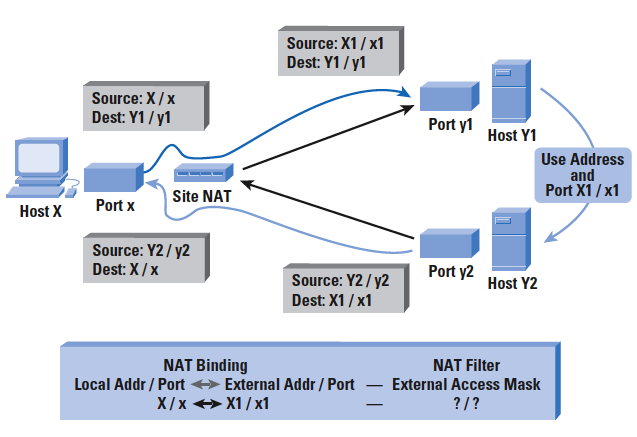 Source: X1 / x1
Dest: Y1 / y1
Source: X / x
Dest: Y1 / y1
Port y1
Host Y1
Use Address
and
Port X1 / x1
Host X
Port x
Site NAT
Source: Y2 / y2
Dest: X / x
Source: Y2 / y2
Dest: X1 / x1
Port y2
Host Y2
NAT Binding NAT Filter
Local Addr / Port External Addr / Port — External Access Mask
X / x X1 / x1 — ? / ?